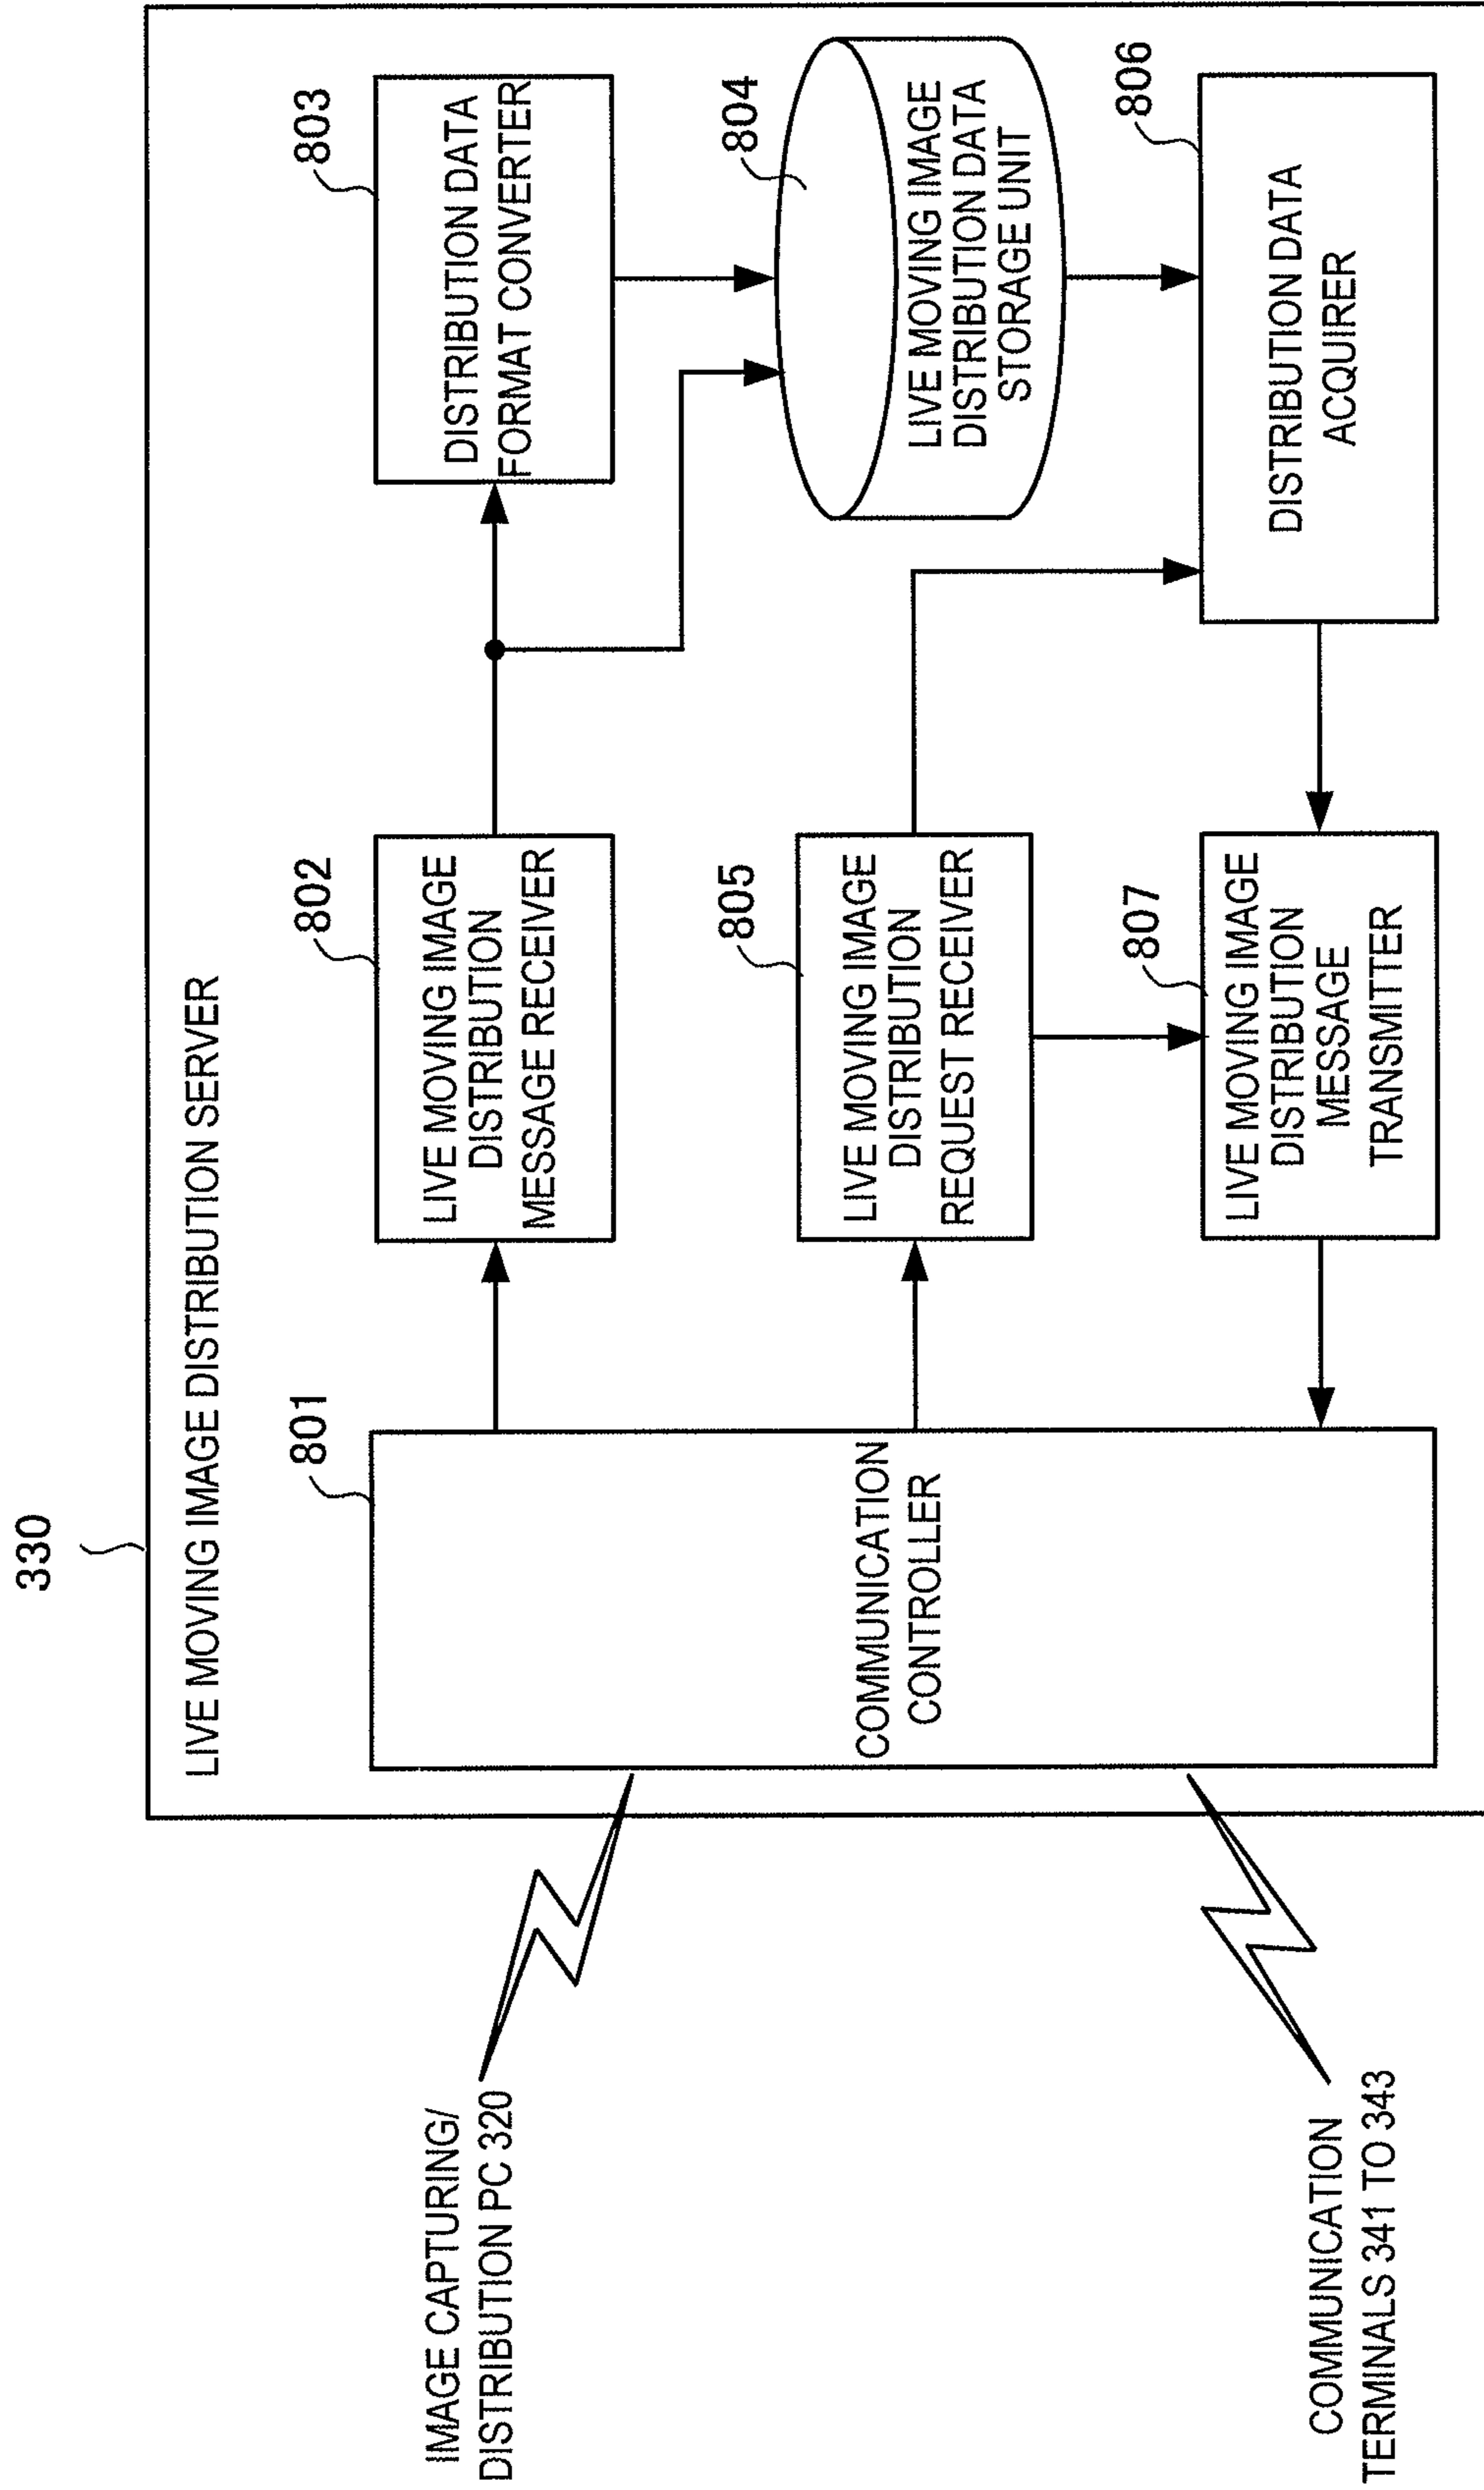 330
LIVE MOVING IMAGE DISTRIBUTION SERVER
801
COMMUNICATION
CONTROLLER
802
LIVE MOVING IMAGE
DISTRIBUTION
MESSAGE RECEIVER
803
DISTRIBUTION DATA
FORMAT CONVERTER
804
LIVE MOVING IMAGE
DISTRIBUTION DATA
STORAGE UNIT
805
LIVE MOVING IMAGE
DISTRIBUTION
REQUEST RECEIVER
806
DISTRIBUTION DATA
ACQUIRER
807
LIVE MOVING IMAGE
DISTRIBUTION
MESSAGE
TRANSMITTER
IMAGE CAPTURING/
DISTRIBUTION PC 320
COMMUNICATION
TERMINALS 341 TO 343